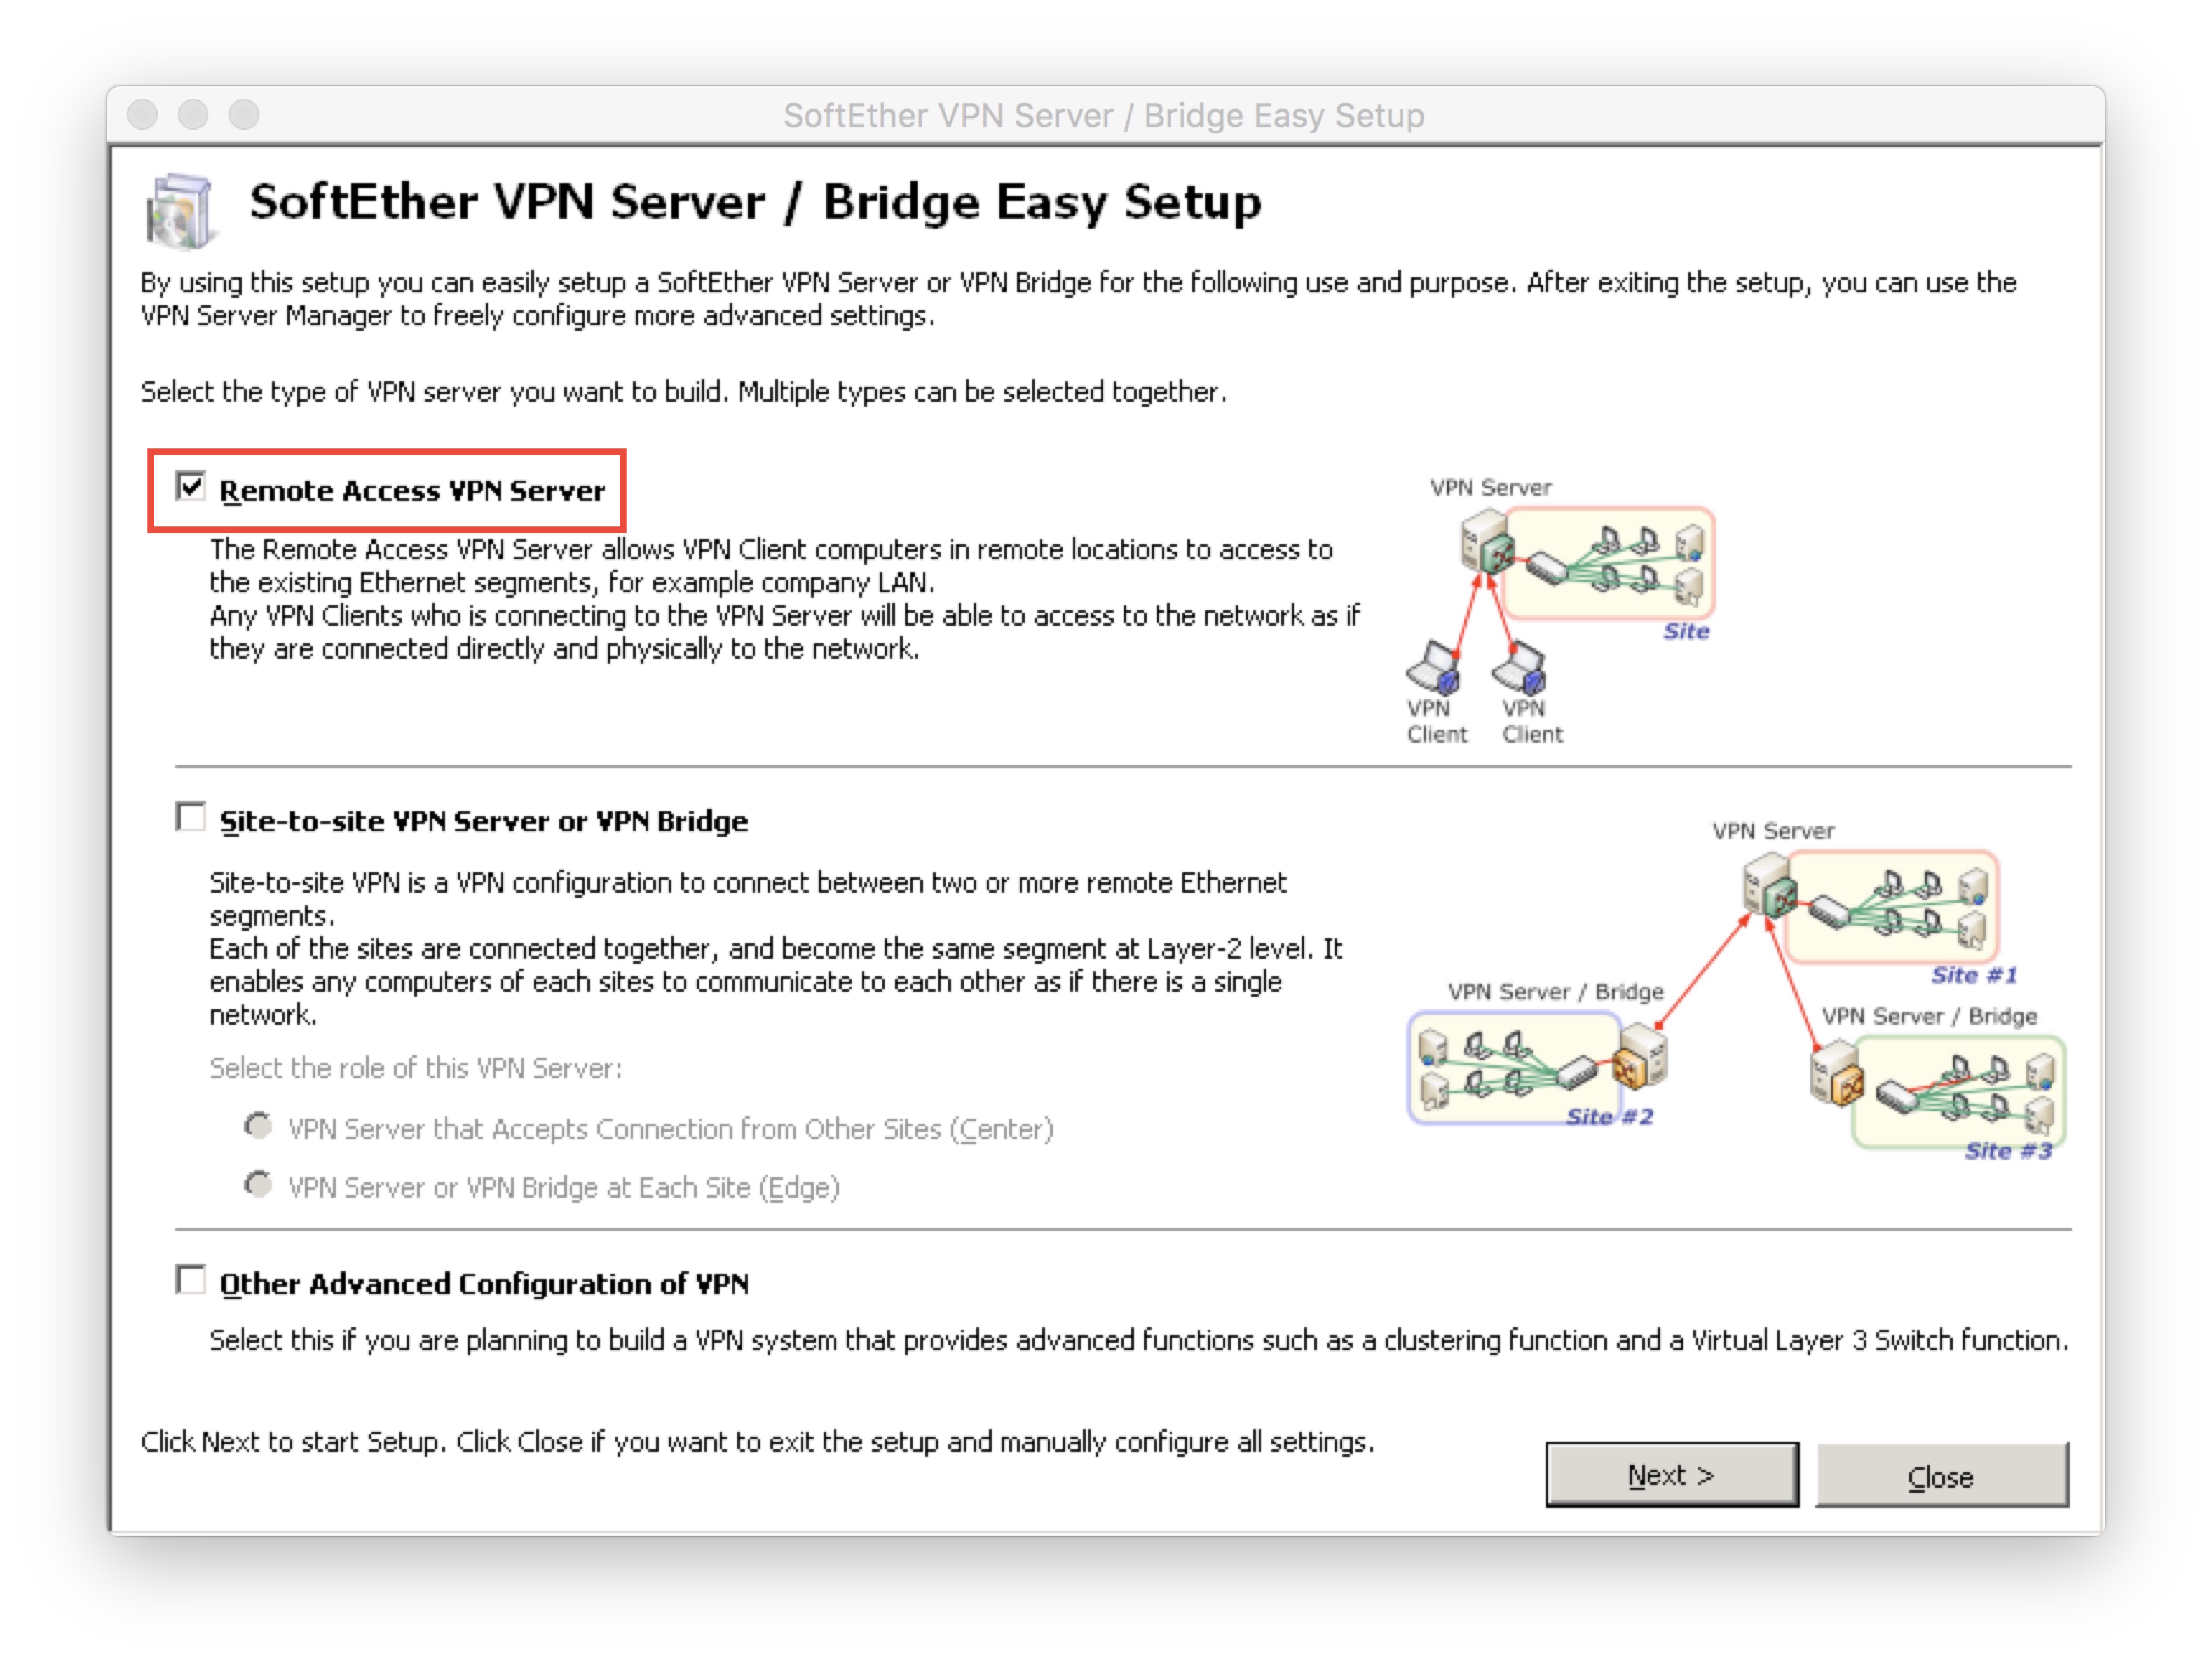 SoftEther VPN Server / Bridge Easy Setup
SoftEther VPN Server / Bridge Easy Setup
By using this setup you can easily setup a SoftEther VPN Server or VPN Bridge for the following use and purpose. After exiting the setup, you can use the
VPN Server Manager to freely configure more advanced settings.
Select the type of VPN server you want to build. Multiple types can be selected together.
Remote Access VPN Server
The Remote Access VPN Server allows VPN Client computers in remote locations to access to
the existing Ethernet segments, for example company LAN.
Any VPN Clients who is connecting to the VPN Server will be able to access to the network as if
they are connected directly and physically to the network.
VPN Server
Site
VPN
Client
VPN
Client
Site-to-site VPN Server or VPN Bridge
Site-to-site VPN is a VPN configuration to connect between two or more remote Ethernet
segments.
Each of the sites are connected together, and become the same segment at Layer-2 level. It
enables any computers of each sites to communicate to each other as if there is a single
network.
Select the role of this VPN Server:
VPN Server that Accepts Connection from Other Sites (Center)
VPN Server or VPN Bridge at Each Site (Edge)
VPN Server
Site #1
VPN Server / Bridge
Site #2
VPN Server / Bridge
Site #3
Other Advanced Configuration of VPN
Select this if you are planning to build a VPN system that provides advanced functions such as a clustering function and a Virtual Layer 3 Switch function.
Click Next to start Setup. Click Close if you want to exit the setup and manually configure all settings.
Next >
Close